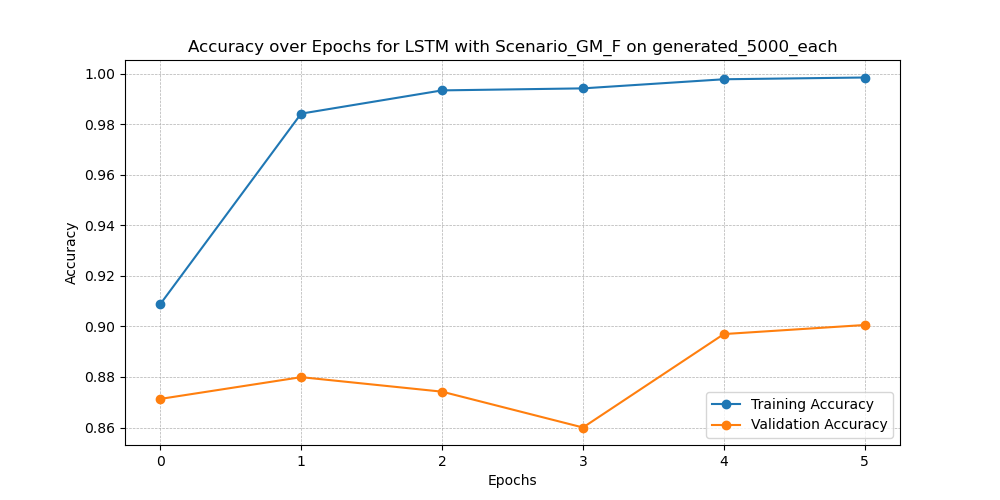 Accuracy over Epochs for LSTM with Scenario_GM_F on generated_5000_each
1.00
0.98
0.96
0.94
0.92
0.90
0.88
0.86
Accuracy
Training Accuracy
Validation Accuracy
0 1 2 3 4 5
Epochs